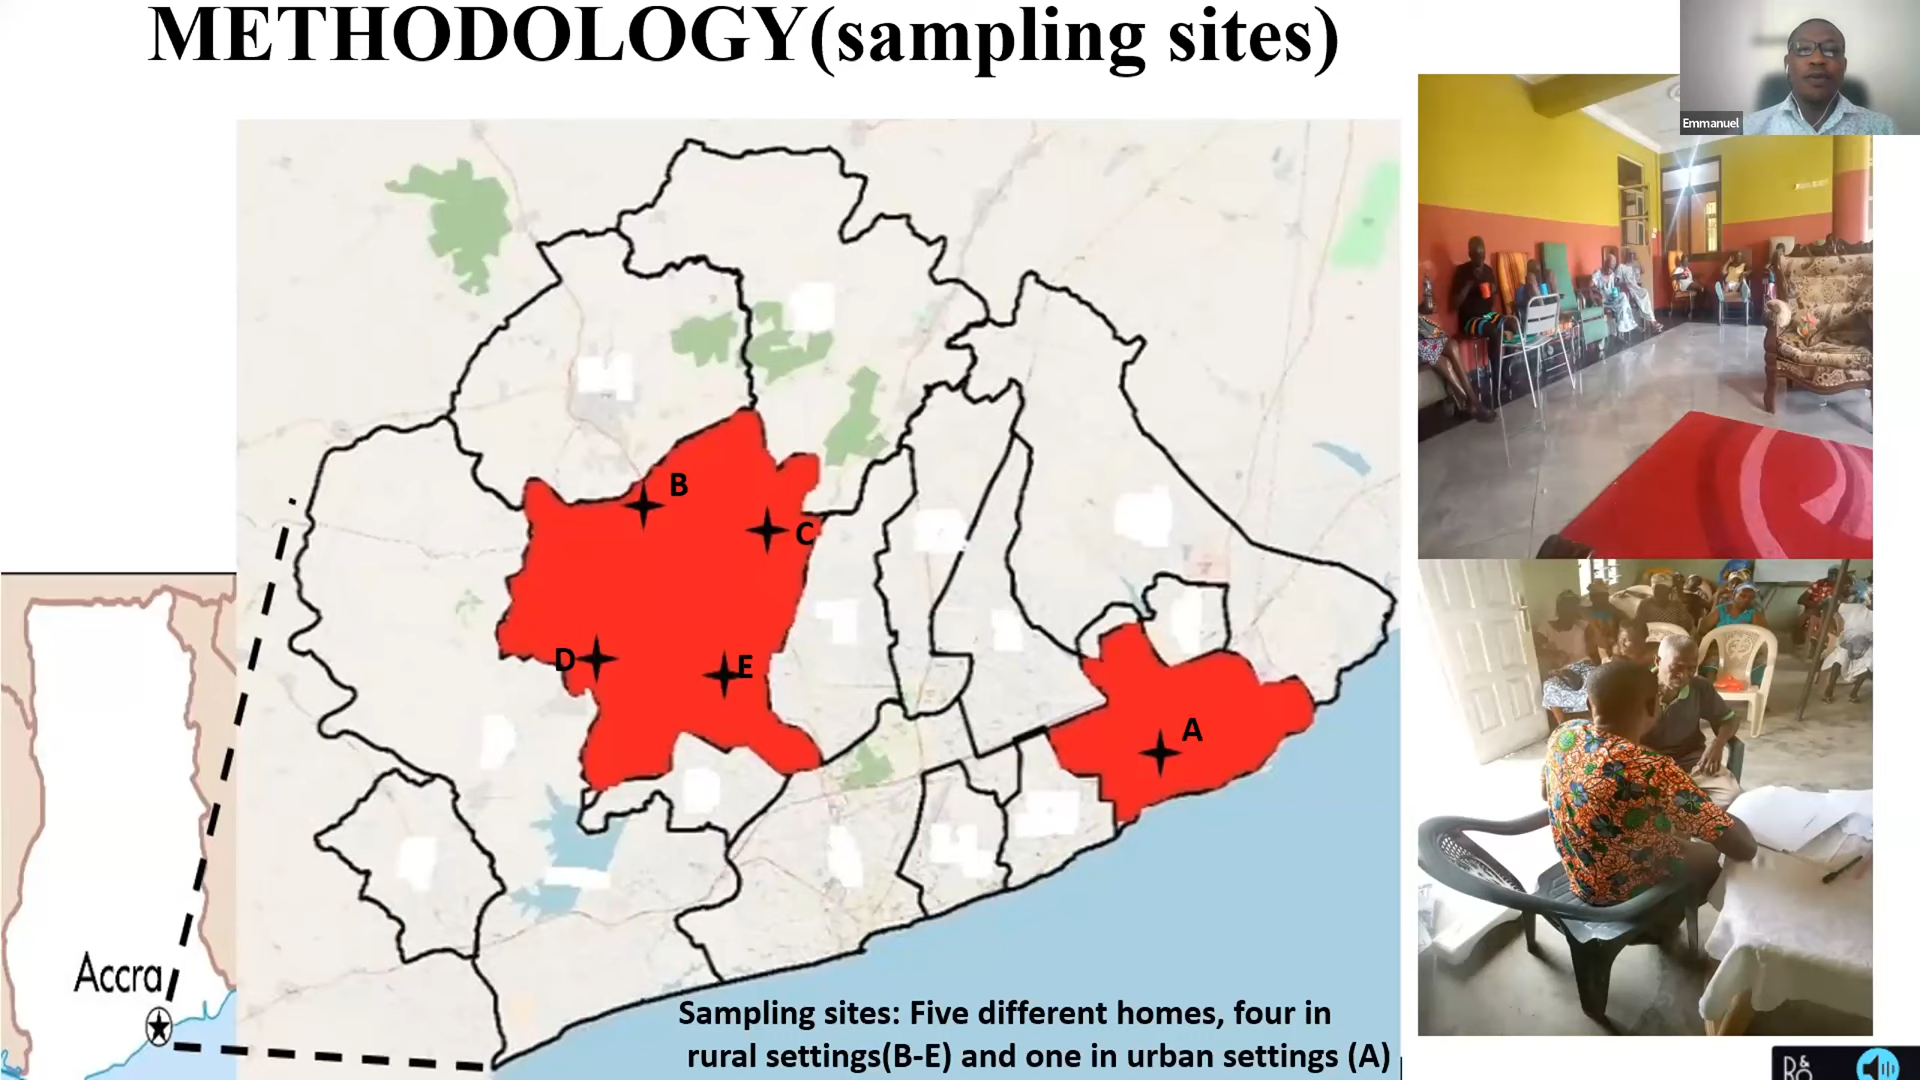 METHODOLOGY(sampling sites)
Emmanuel
B
C
D
E
A
Accra
Sampling sites: Five different homes, four in
rural settings(B-E) and one in urban settings (A)